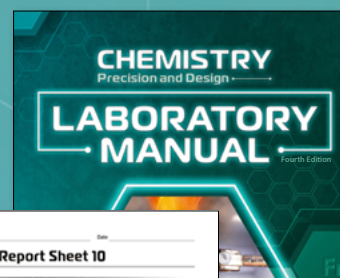 CHEMISTRY
Precision and Design
LABORATORY
MANUAL
Fourth Edition
Date
Report Sheet 10